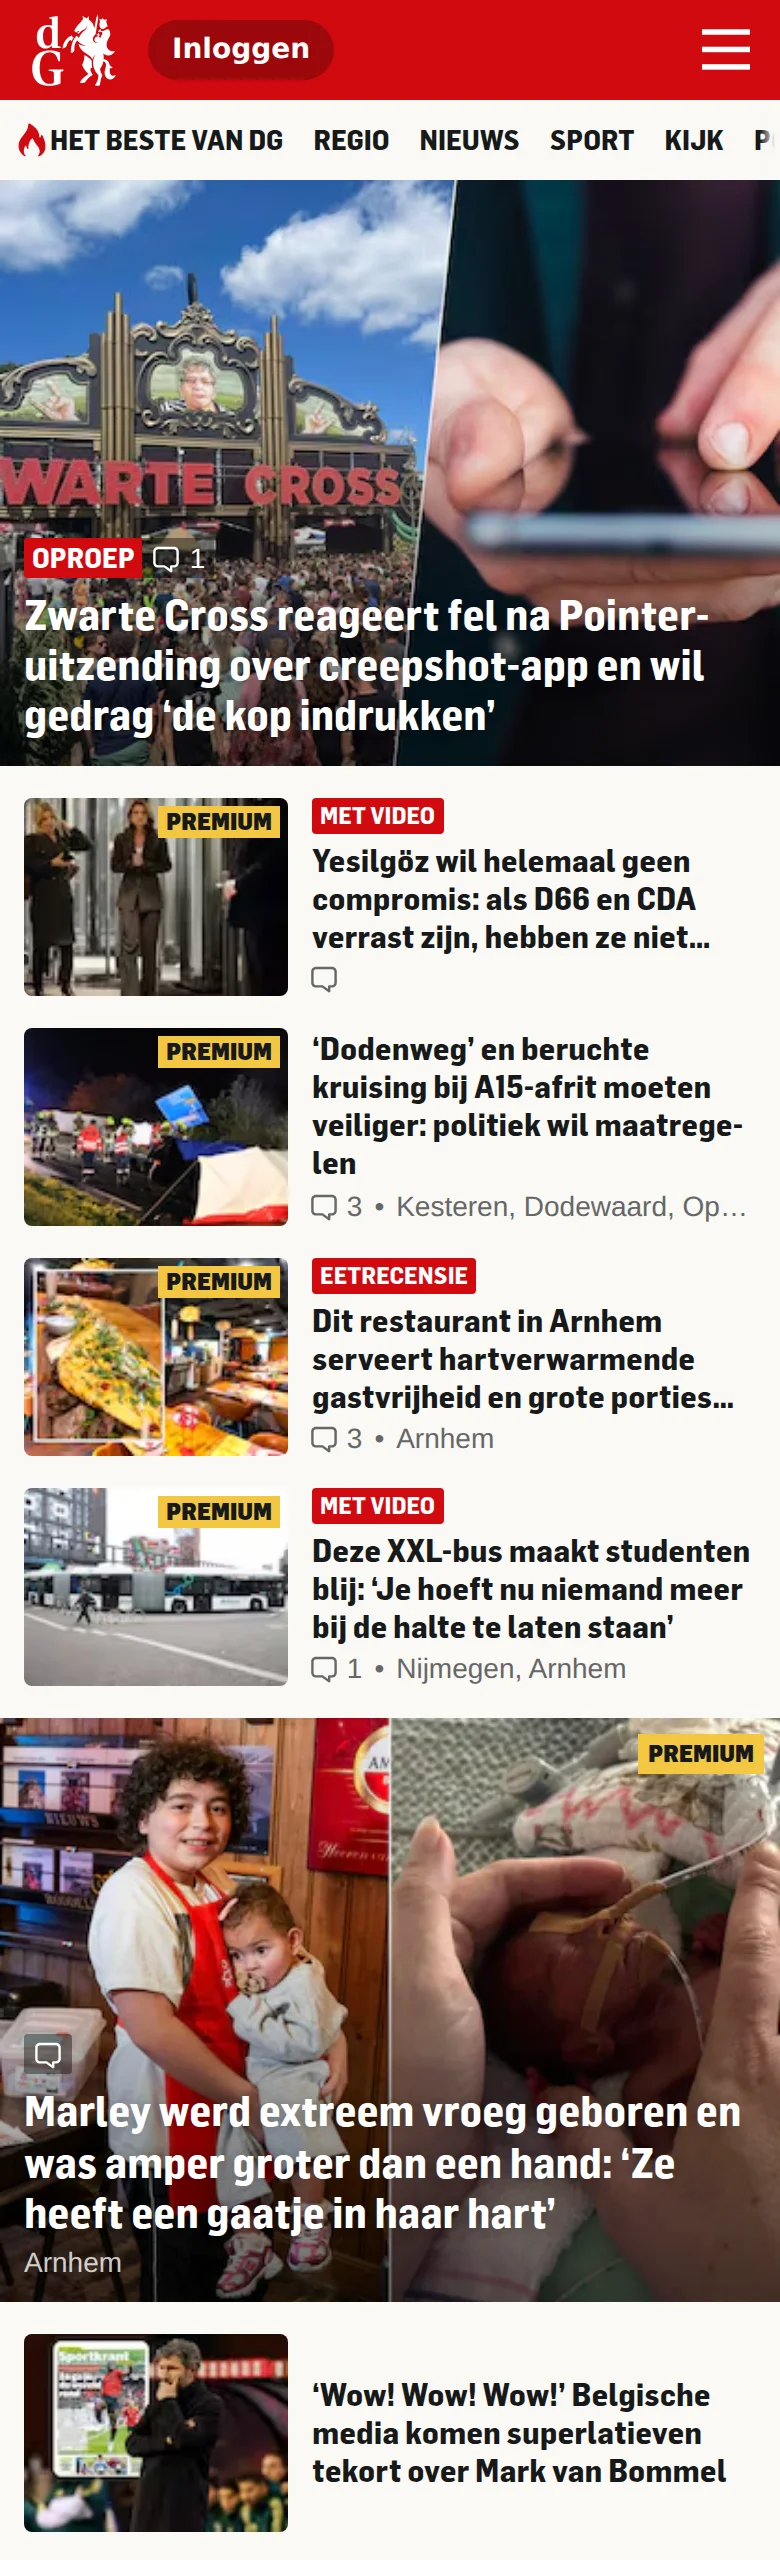 dG
Inloggen
HET BESTE VAN DG REGIO NIEUWS SPORT KIJK
WARTE CROSS
OPROEP 1
Zwarte Cross reageert fel na Pointer-
uitzending over creepshot-app en wil
gedrag ‘de kop indrukken’
PREMIUM
MET VIDEO
Yesilgöz wil helemaal geen
compromis: als D66 en CDA
verrast zijn, hebben ze niet...
PREMIUM
‘Dodenweg’ en beruchte
kruising bij A15-afrit moeten
veiliger: politiek wil maatrege-
len
3 • Kesteren, Dodewaard, Op...
PREMIUM
EETRECENSIE
Dit restaurant in Arnhem
serveert hartverwarmende
gastvrijheid en grote porties...
3 • Arnhem
PREMIUM
MET VIDEO
Deze XXL-bus maakt studenten
blij: ‘Je hoeft nu niemand meer
bij de halte te laten staan’
1 • Nijmegen, Arnhem
PREMIUM
NIEUWS
Marley werd extreem vroeg geboren en
was amper groter dan een hand: ‘Ze
heeft een gaatje in haar hart’
Arnhem
Sportkrant
‘Wow! Wow! Wow!’ Belgische
media komen superlatieven
tekort over Mark van Bommel